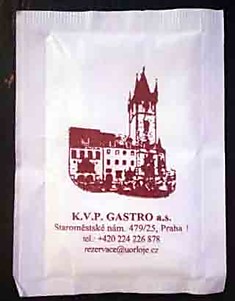 K.V.P. GASTRO a.s.
Staroměstské nám. 479/25, Praha 1
tel.: +420 224 226 878
rezervace@uorloje.cz